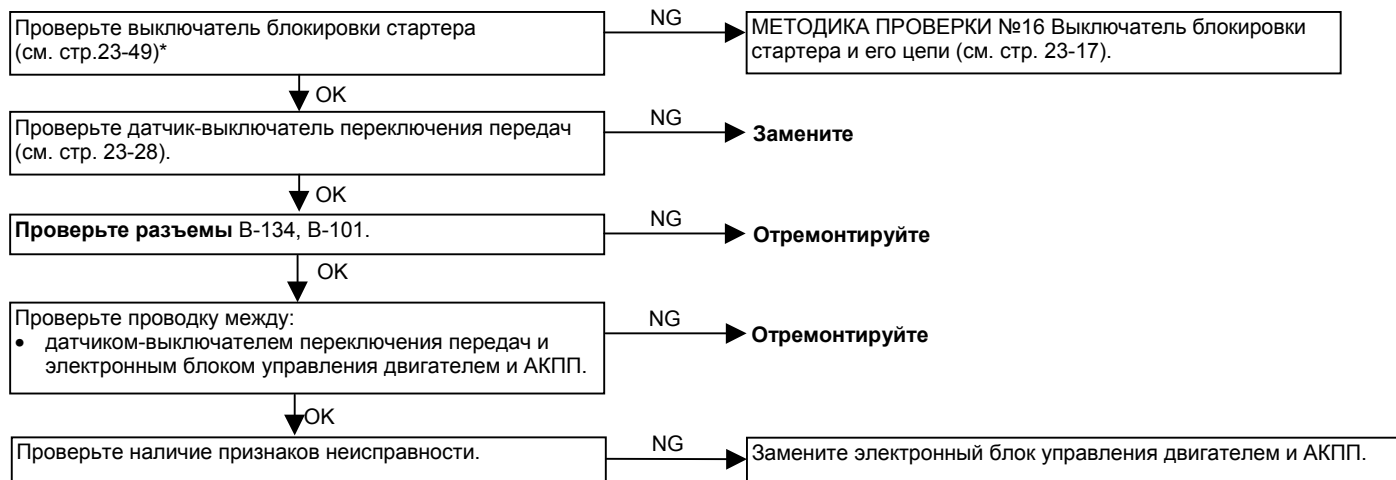 Проверьте выключатель блокировки стартера
(см. стр.23-49)*
NG
МЕТОДИКА ПРОВЕРКИ №16 Выключатель блокировки
стартера и его цепи (см. стр. 23-17).
OK
Проверьте датчик-выключатель переключения передач
(см. стр. 23-28).
NG
Замените
OK
Проверьте разъемы В-134, В-101.
NG
Отремонтируйте
OK
Проверьте проводку между:
• датчиком-выключателем переключения передач и
электронным блоком управления двигателем и АКПП.
NG
Отремонтируйте
OK
Проверьте наличие признаков неисправности.
NG
Замените электронный блок управления двигателем и АКПП.